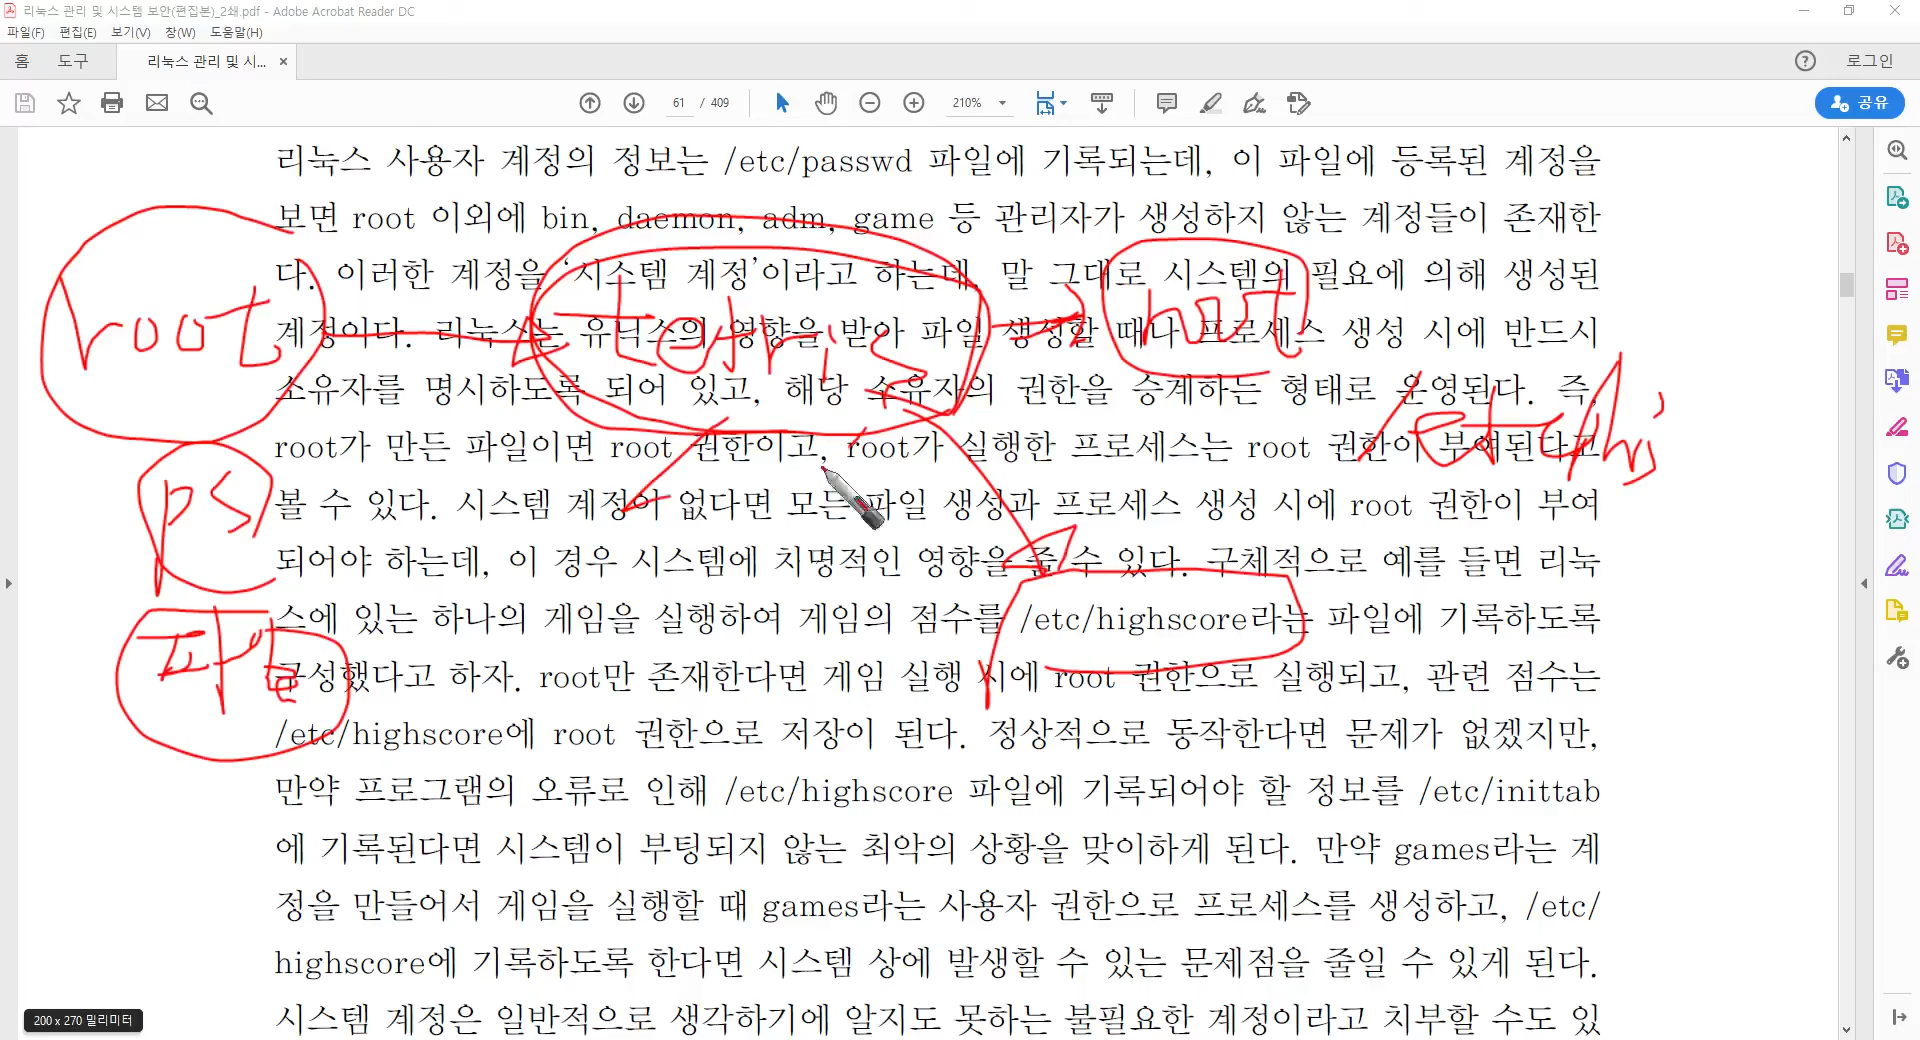 리눅스 관리 및 시스템 보안(편집본)_2쇄.pdf - Adobe Acrobat Reader DC
파일(F) 편집(E) 보기(V) 창(W) 도움말(H)
홈 도구 리눅스 관리 및 시... × 로그인
61 / 409 210% 공유
리눅스 사용자 계정의 정보는 /etc/passwd 파일에 기록되는데, 이 파일에 등록된 계정을
보면 root 이외에 bin, daemon, adm, game 등 관리자가 생성하지 않는 계정들이 존재한
다. 이러한 계정을 '시스템 계정'이라고 하는데, 말 그대로 시스템의 필요에 의해 생성된
계정이다. 리눅스는 유닉스의 영향을 받아 파일 생성할 때나 프로세스 생성 시에 반드시
소유자를 명시하도록 되어 있고, 해당 소유자의 권한을 승계하는 형태로 운영된다. 즉,
root가 만든 파일이면 root 권한이고, root가 실행한 프로세스는 root 권한이 부여된다고
볼 수 있다. 시스템 계정이 없다면 모든 파일 생성과 프로세스 생성 시에 root 권한이 부여
되어야 하는데, 이 경우 시스템에 치명적인 영향을 줄 수 있다. 구체적으로 예를 들면 리눅
스에 있는 하나의 게임을 실행하여 게임의 점수를 /etc/highscore라는 파일에 기록하도록
구성했다고 하자. root만 존재한다면 게임 실행 시에 root 권한으로 실행되고, 관련 점수는
/etc/highscore에 root 권한으로 저장이 된다. 정상적으로 동작한다면 문제가 없겠지만,
만약 프로그램의 오류로 인해 /etc/highscore 파일에 기록되어야 할 정보를 /etc/inittab
에 기록된다면 시스템이 부팅되지 않는 최악의 상황을 맞이하게 된다. 만약 games라는 계
정을 만들어서 게임을 실행할 때 games라는 사용자 권한으로 프로세스를 생성하고, /etc/
highscore에 기록하도록 한다면 시스템 상에 발생할 수 있는 문제점을 줄일 수 있게 된다.
시스템 계정은 일반적으로 생각하기에 알지도 못하는 불필요한 계정이라고 치부할 수도 있
root
tetris
root
ps
파일
200 x 270 밀리미터